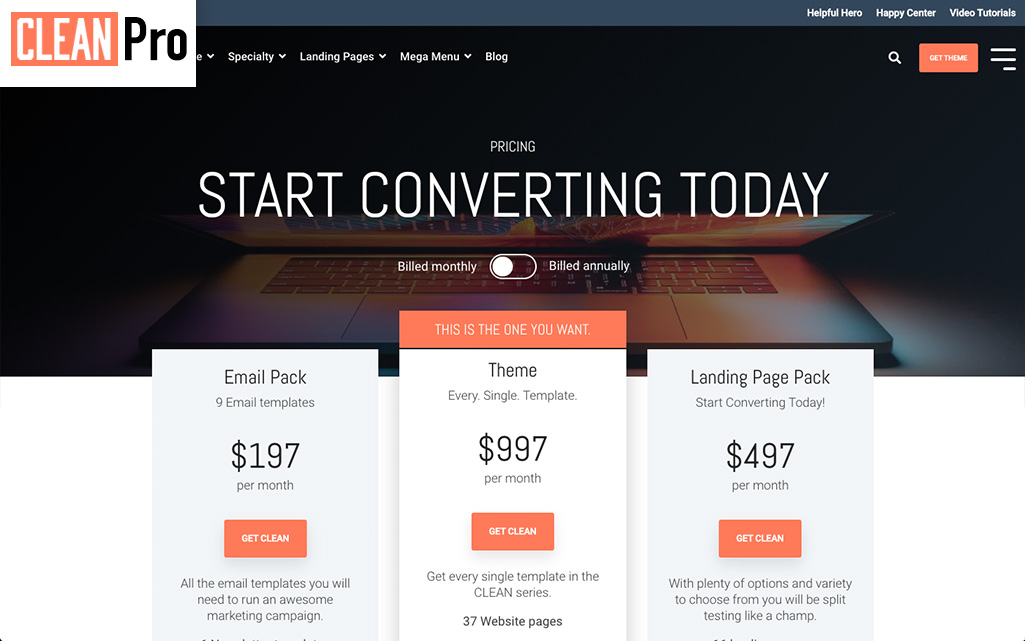 Helpful Hero Happy Center Video Tutorials
CLEAN Pro
Specialty Landing Pages Mega Menu Blog
GET THEME
PRICING
START CONVERTING TODAY
Billed monthly Billed annually
THIS IS THE ONE YOU WANT.
Email Pack
9 Email templates
$197
per month
GET CLEAN
All the email templates you will
need to run an awesome
marketing campaign.
Theme
Every. Single. Template.
$997
per month
GET CLEAN
Get every single template in the
CLEAN series.
37 Website pages
Landing Page Pack
Start Converting Today!
$497
per month
GET CLEAN
With plenty of options and variety
to choose from you will be split
testing like a champ.